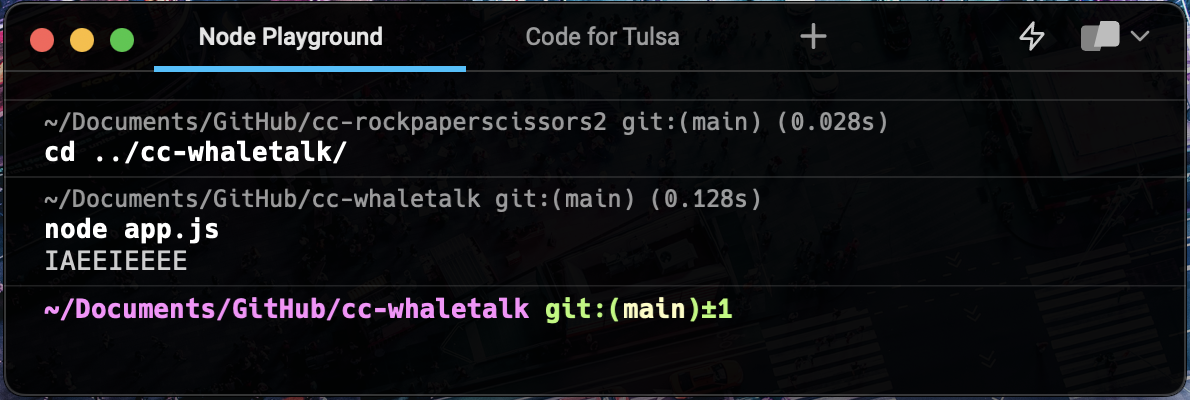 Node Playground
Code for Tulsa
~/Documents/GitHub/cc-rockpaperscissors2 git:(main) (0.028s)
cd ../cc-whaletalk/
~/Documents/GitHub/cc-whaletalk git:(main) (0.128s)
node app.js
IAEEIEEEE
~/Documents/GitHub/cc-whaletalk git:(main)±1